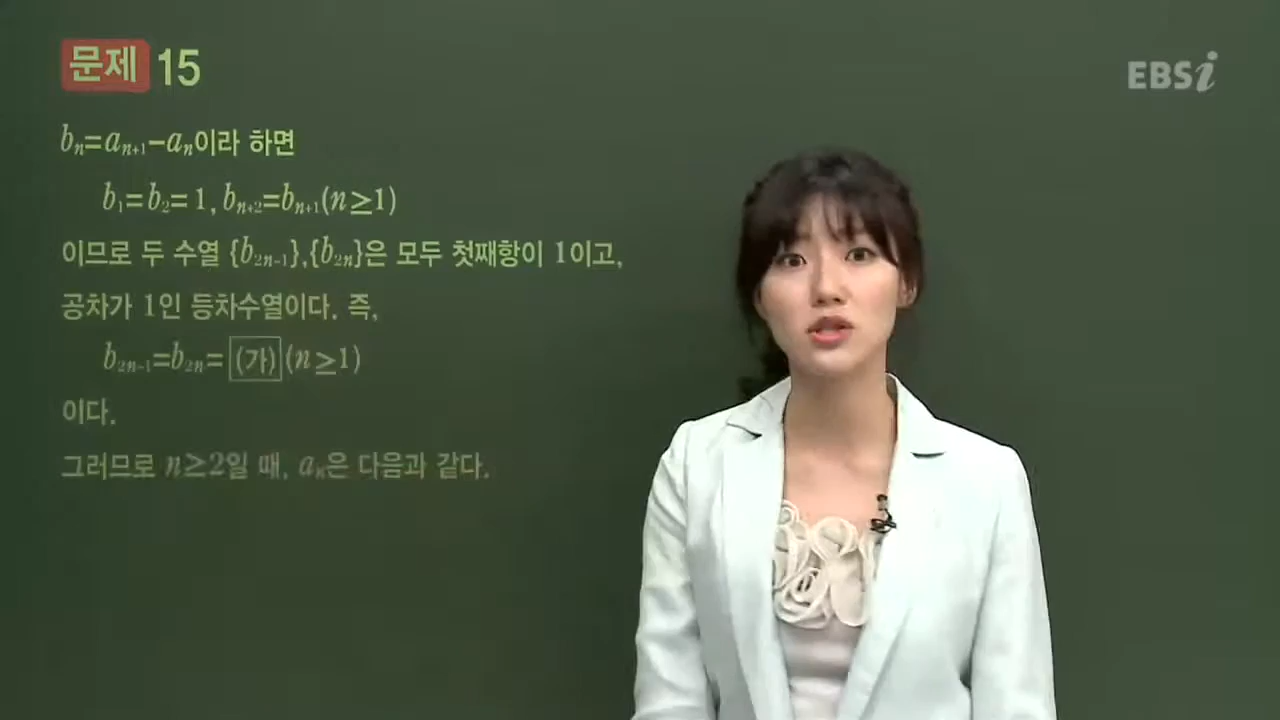 문제 15
EBSi
bₙ=aₙ₊₁−aₙ이라 하면
b₁=b₂=1, bₙ₊₂=bₙ₊₁(n≥1)
이므로 두 수열 {b₂ₙ₋₁},{b₂ₙ}은 모두 첫째항이 1이고,
공차가 1인 등차수열이다. 즉,
b₂ₙ₋₁=b₂ₙ= (가) (n≥1)
이다.
그러므로 n≥2일 때, aₙ은 다음과 같다.